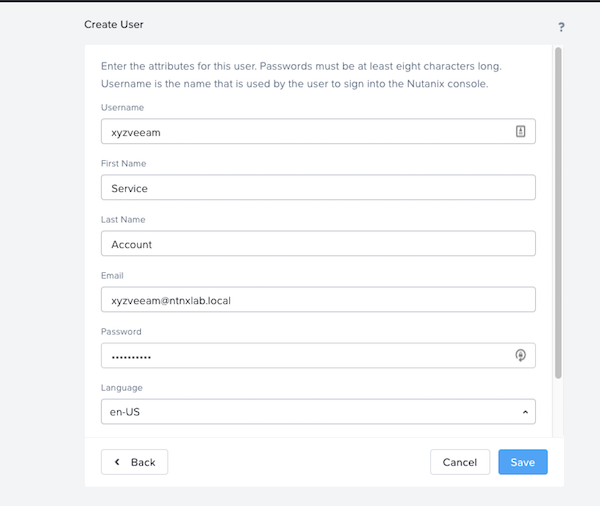 Create User
?
Enter the attributes for this user. Passwords must be at least eight characters long.
Username is the name that is used by the user to sign into the Nutanix console.
Username
xyzveeam
First Name
Service
Last Name
Account
Email
xyzveeam@ntnxlab.local
Password
••••••••••
Language
en-US
Back
Cancel
Save